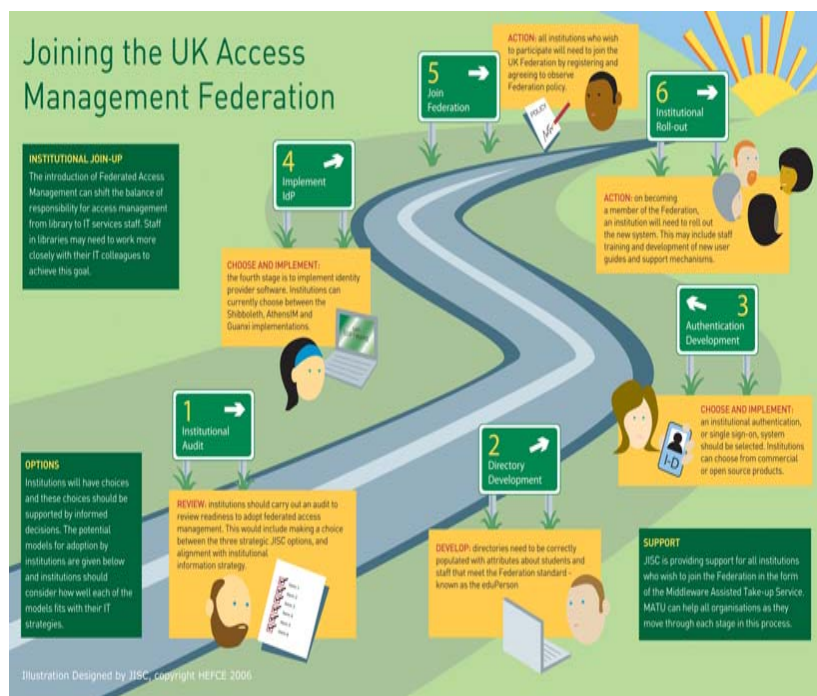 Joining the UK Access
Management Federation
INSTITUTIONAL JOIN-UP
The introduction of Federated Access
Management can shift the balance of
responsibility for access management
from library to IT services staff. Staff
in libraries may need to work more
closely with their IT colleagues to
achieve this goal.
5
Join
Federation
ACTION: all institutions who wish
to participate will need to join the
UK Federation by registering and
agreeing to observe
Federation policy.
POLICY
6
Institutional
Roll-out
ACTION: on becoming
a member of the Federation,
an institution will need to roll out
the new system. This may include staff
training and development of new user
guides and support mechanisms.
4
Implement
IdP
CHOOSE AND IMPLEMENT:
the fourth stage is to implement identity
provider software. Institutions can
currently choose between the
Shibboleth, AthensIM and
Guanxi implementations.
3
Authentication
Development
CHOOSE AND IMPLEMENT:
an institutional authentication,
or single sign-on, system
should be selected. Institutions
can choose from commercial
or open source products.
I-D
1
Institutional
Audit
REVIEW: institutions should carry out an audit to
review readiness to adopt federated access
management. This would include making a choice
between the three strategic JISC options, and
alignment with institutional
information strategy.
Item 1
Item 2
Item 3
Item 4
Item 5
Item 6
2
Directory
Development
DEVELOP: directories need to be correctly
populated with attributes about students and
staff that meet the Federation standard -
known as the eduPerson
OPTIONS
Institutions will have choices
and these choices should be
supported by informed
decisions. The potential
models for adoption by
institutions are given below
and institutions should
consider how well each of the
models fits with their IT
strategies.
SUPPORT
JISC is providing support for all institutions
who wish to join the Federation in the form
of the Middleware Assisted Take-up Service.
MATU can help all organisations as they
move through each stage in this process.
Illustration Designed by JISC, copyright HEFCE 2006